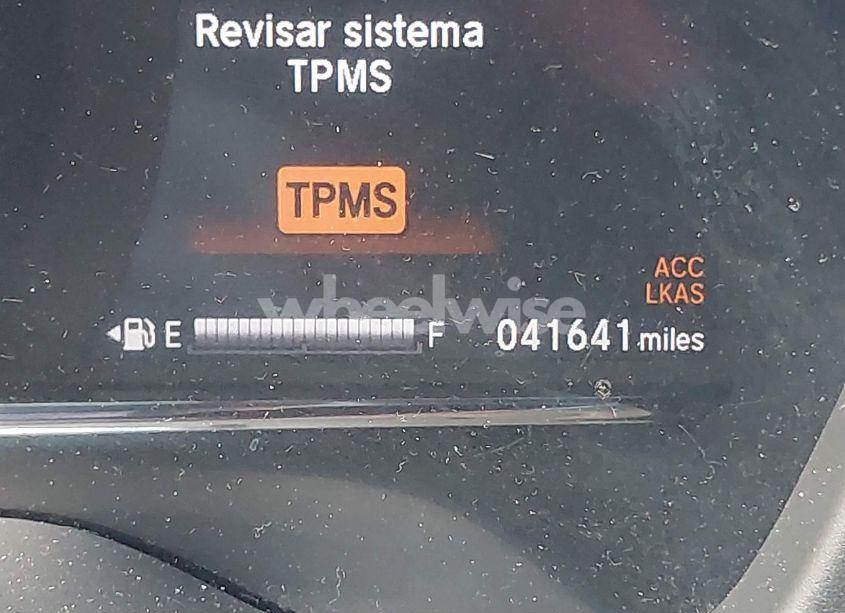 Revisar sistema
TPMS
TPMS
ACC
LKAS
wheelwise
E F 041641 miles